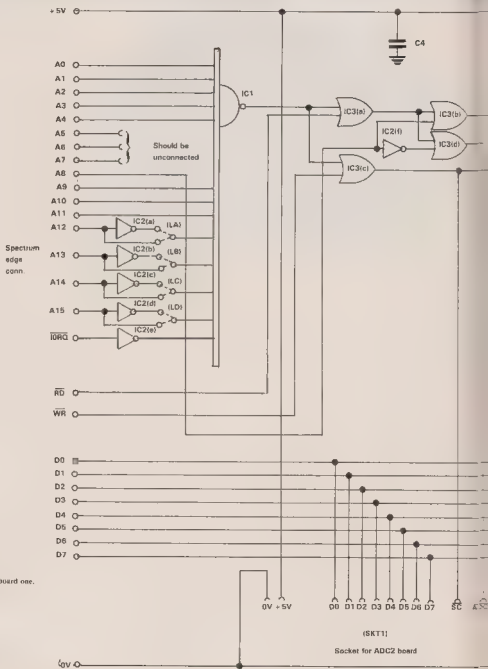 + 5V
C4
A0
A1
A2
A3
A4
A5
A6
A7
A8
A9
A10
A11
A12
A13
A14
A15
IORQ
Should be
unconnected
IC1
IC2(a)
(LA)
IC2(b)
(LB)
IC2(c)
(LC)
IC2(d)
(LD)
IC2(e)
IC3(a)
IC3(b)
IC2(f)
IC3(d)
IC3(c)
Spectrum
edge
conn.
RD
WR
D0
D1
D2
D3
D4
D5
D6
D7
board one.
0V +5V D0 D1 D2 D3 D4 D5 D6 D7 SC
(SKT1)
Socket for ADC2 board
0V